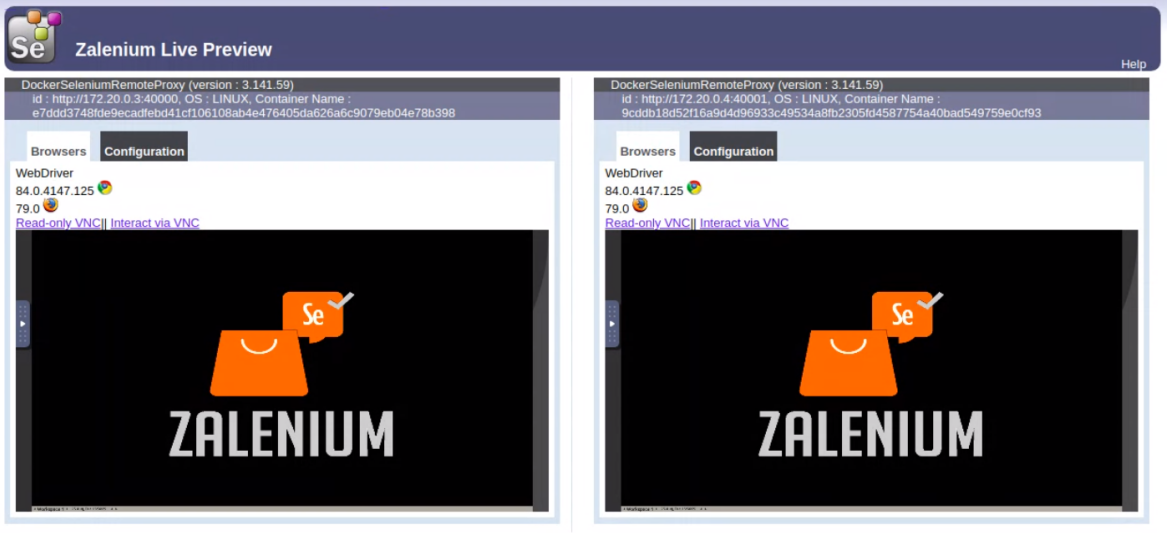 Se
Zalenium Live Preview
Help
DockerSeleniumRemoteProxy (version : 3.141.59)
id : http://172.20.0.3:40000, OS : LINUX, Container Name :
e7ddd3748fde9ecadfebd41cf106108ab4e476405da626a6c9079eb04e78b398
Browsers Configuration
WebDriver
84.0.4147.125
79.0
Read-only VNC|| Interact via VNC
Se
ZALENIUM
DockerSeleniumRemoteProxy (version : 3.141.59)
id : http://172.20.0.4:40001, OS : LINUX, Container Name :
9cddb18d52f16a9d4d96933c49534a8fb2305fd4587754a40bad549759e0cf93
Browsers Configuration
WebDriver
84.0.4147.125
79.0
Read-only VNC|| Interact via VNC
Se
ZALENIUM